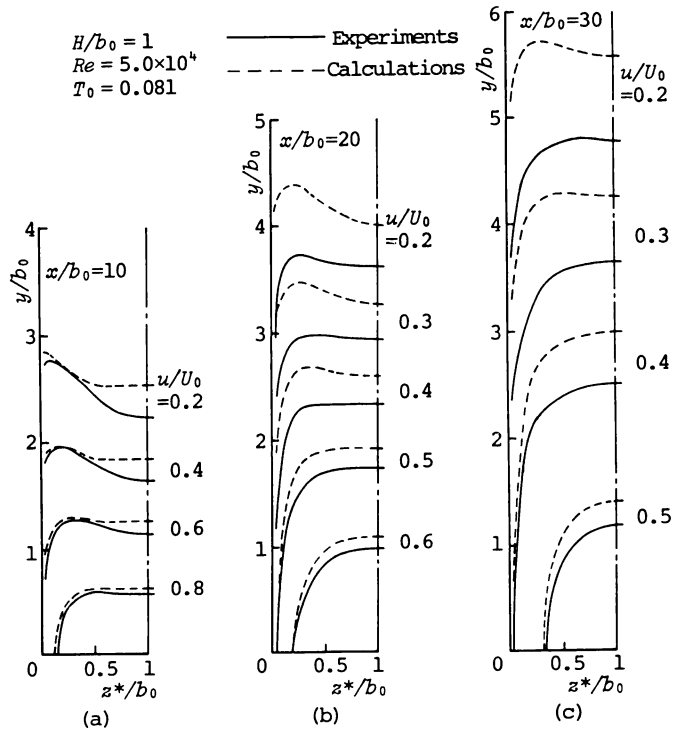 H/b₀ = 1
Re = 5.0×10⁴
T₀ = 0.081
Experiments
Calculations
y/b₀
4
3
2
1
0
x/b₀=10
u/U₀
=0.2
0.4
0.6
0.8
0.5
1
z*/b₀
(a)
y/b₀
5
4
3
2
1
0
x/b₀=20
u/U₀
=0.2
0.3
0.4
0.5
0.6
0.5
1
z*/b₀
(b)
y/b₀
6
5
4
3
2
1
0
x/b₀=30
u/U₀
=0.2
0.3
0.4
0.5
0.5
1
z*/b₀
(c)